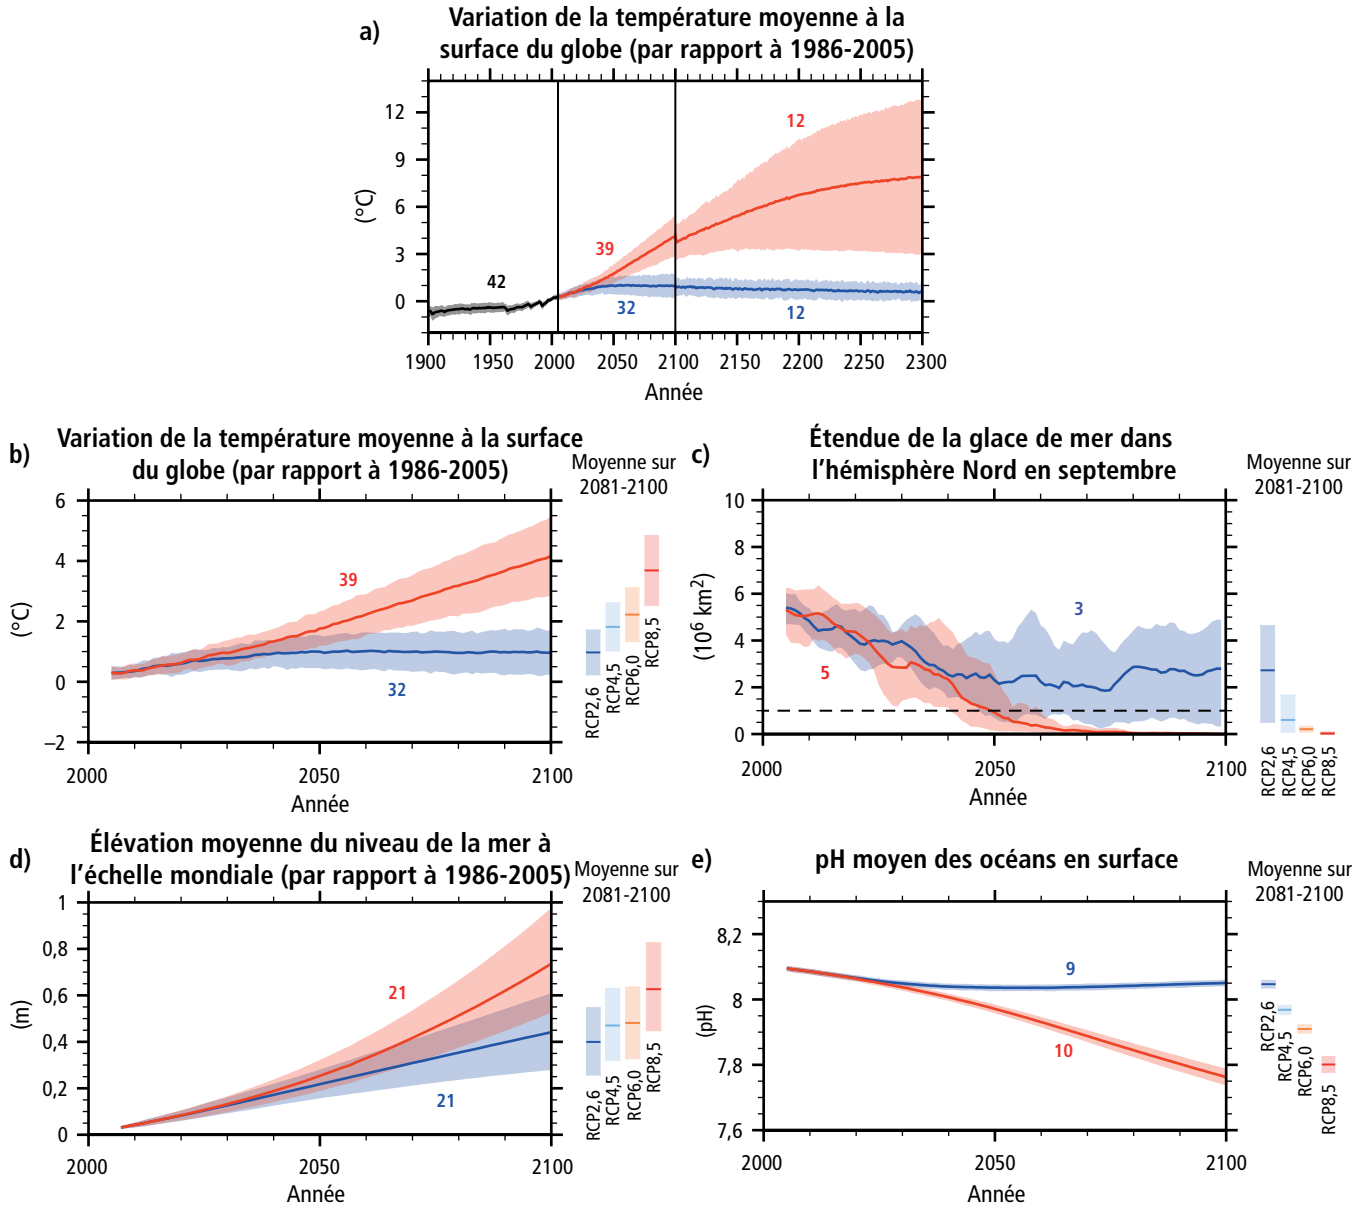 a)
Variation de la température moyenne à la
surface du globe (par rapport à 1986-2005)
12
9
6
3
0
(°C)
42
39
32
12
12
1900 1950 2000 2050 2100 2150 2200 2250 2300
Année
b)
Variation de la température moyenne à la surface
du globe (par rapport à 1986-2005)
Moyenne sur
2081-2100
6
4
2
0
–2
(°C)
39
32
RCP2,6
RCP4,5
RCP6,0
RCP8,5
2000 2050 2100
Année
c)
Étendue de la glace de mer dans
l'hémisphère Nord en septembre
Moyenne sur
2081-2100
10
8
6
4
2
0
(10⁶ km²)
3
5
RCP2,6
RCP4,5
RCP6,0
RCP8,5
2000 2050 2100
Année
d)
Élévation moyenne du niveau de la mer à
l'échelle mondiale (par rapport à 1986-2005)
Moyenne sur
2081-2100
1
0,8
0,6
0,4
0,2
0
(m)
21
21
RCP2,6
RCP4,5
RCP6,0
RCP8,5
2000 2050 2100
Année
e)
pH moyen des océans en surface
Moyenne sur
2081-2100
8,2
8
7,8
7,6
(pH)
9
10
RCP2,6
RCP4,5
RCP6,0
RCP8,5
2000 2050 2100
Année